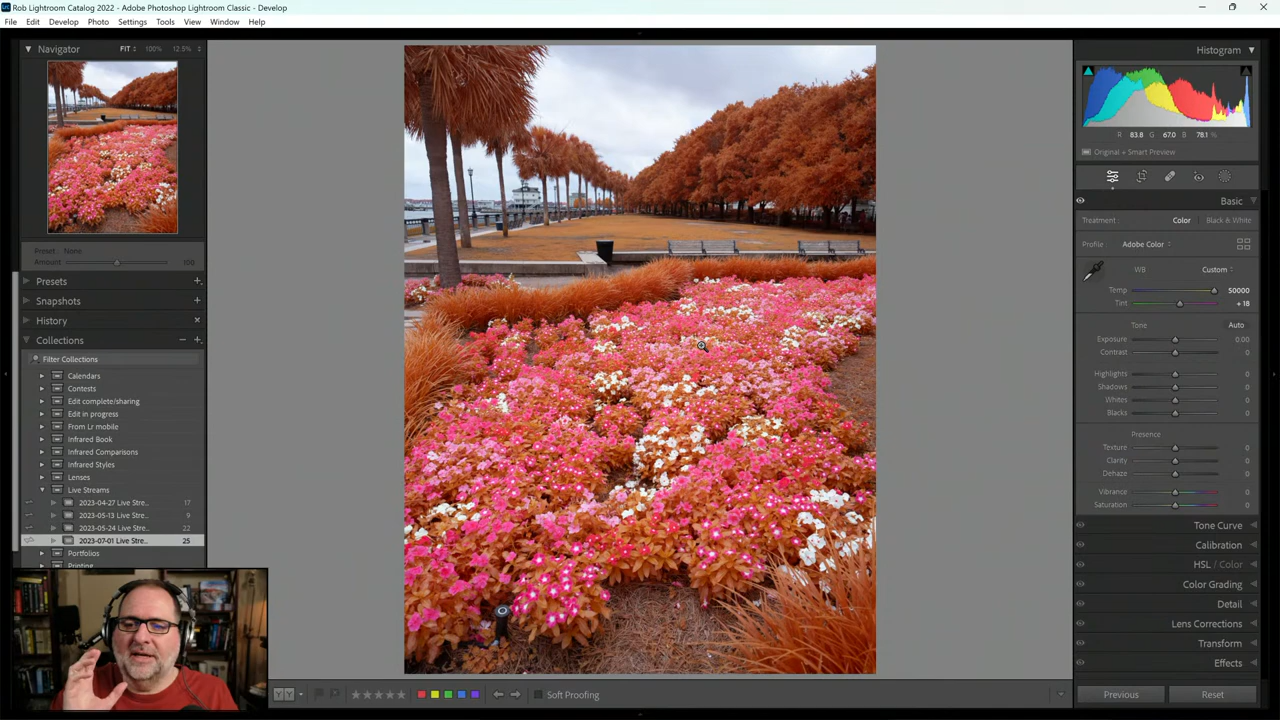 Rob Lightroom Catalog 2022 - Adobe Photoshop Lightroom Classic - Develop
File Edit Develop Photo Settings Tools View Window Help
Navigator FIT 100% 12.5%
Preset: None
Amount 100
Presets
Snapshots
History
Collections
Filter Collections
Calendars
Contests
Edit complete/sharing
Edit in progress
From Lr mobile
Infrared Book
Infrared Comparisons
Infrared Styles
Lenses
Live Streams
2023-04-27 Live Stre... 17
2023-05-13 Live Stre... 9
2023-05-24 Live Stre... 22
2023-07-01 Live Stre... 25
Portfolios
Printing
Soft Proofing
Histogram
R 83.8 G 67.0 B 78.1 %
Original + Smart Preview
Basic
Treatment: Color Black & White
Profile Adobe Color
WB Custom
Temp 50000
Tint + 18
Tone Auto
Exposure 0.00
Contrast 0
Highlights 0
Shadows 0
Whites 0
Blacks 0
Presence
Texture 0
Clarity 0
Dehaze 0
Vibrance 0
Saturation 0
Tone Curve
Calibration
HSL / Color
Color Grading
Detail
Lens Corrections
Transform
Effects
Previous Reset